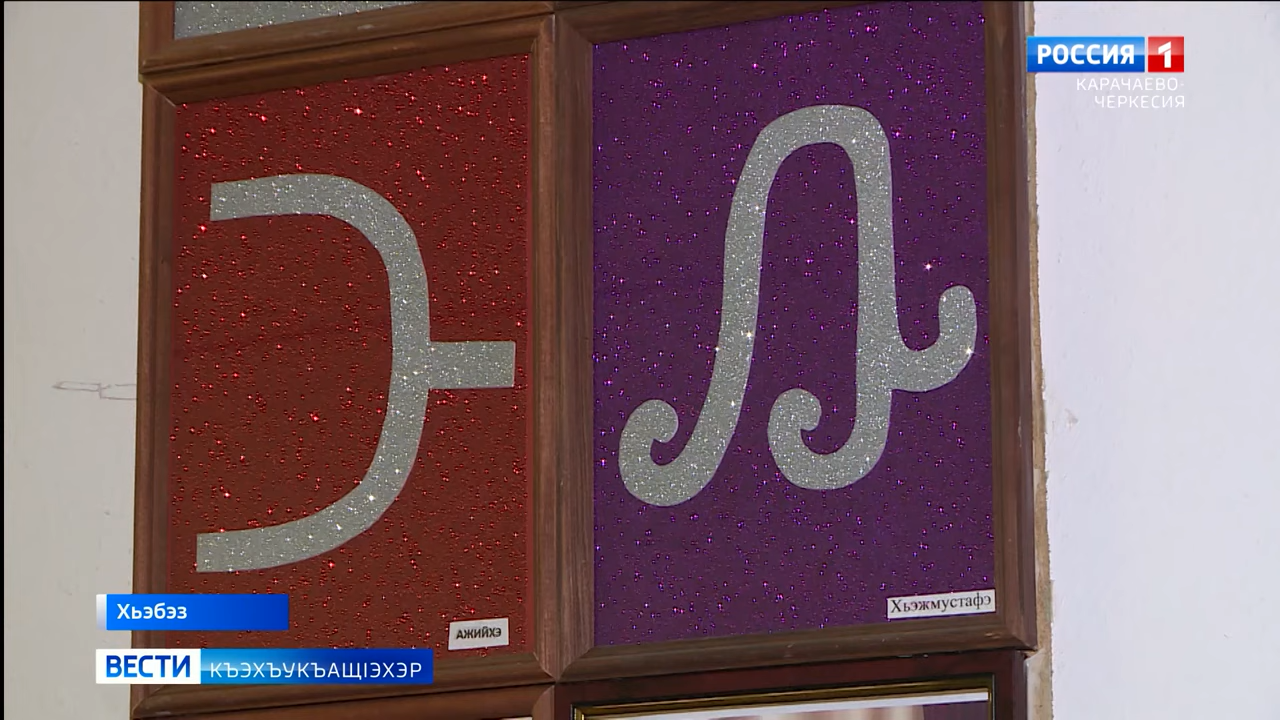 РОССИЯ 1
КАРАЧАЕВО-
ЧЕРКЕСИЯ
АЖИЙХЭ
Хьэжмустафэ
Хьэбэз
ВЕСТИ КЪЭХЪУКЪАЩIЭХЭР